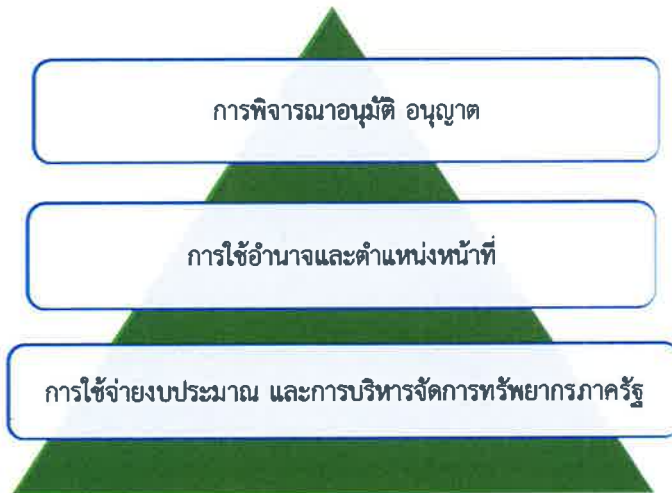 การพิจารณาอนุมัติ อนุญาต
การใช้อำนาจและตำแหน่งหน้าที่
การใช้จ่ายงบประมาณ และการบริหารจัดการทรัพยากรภาครัฐ